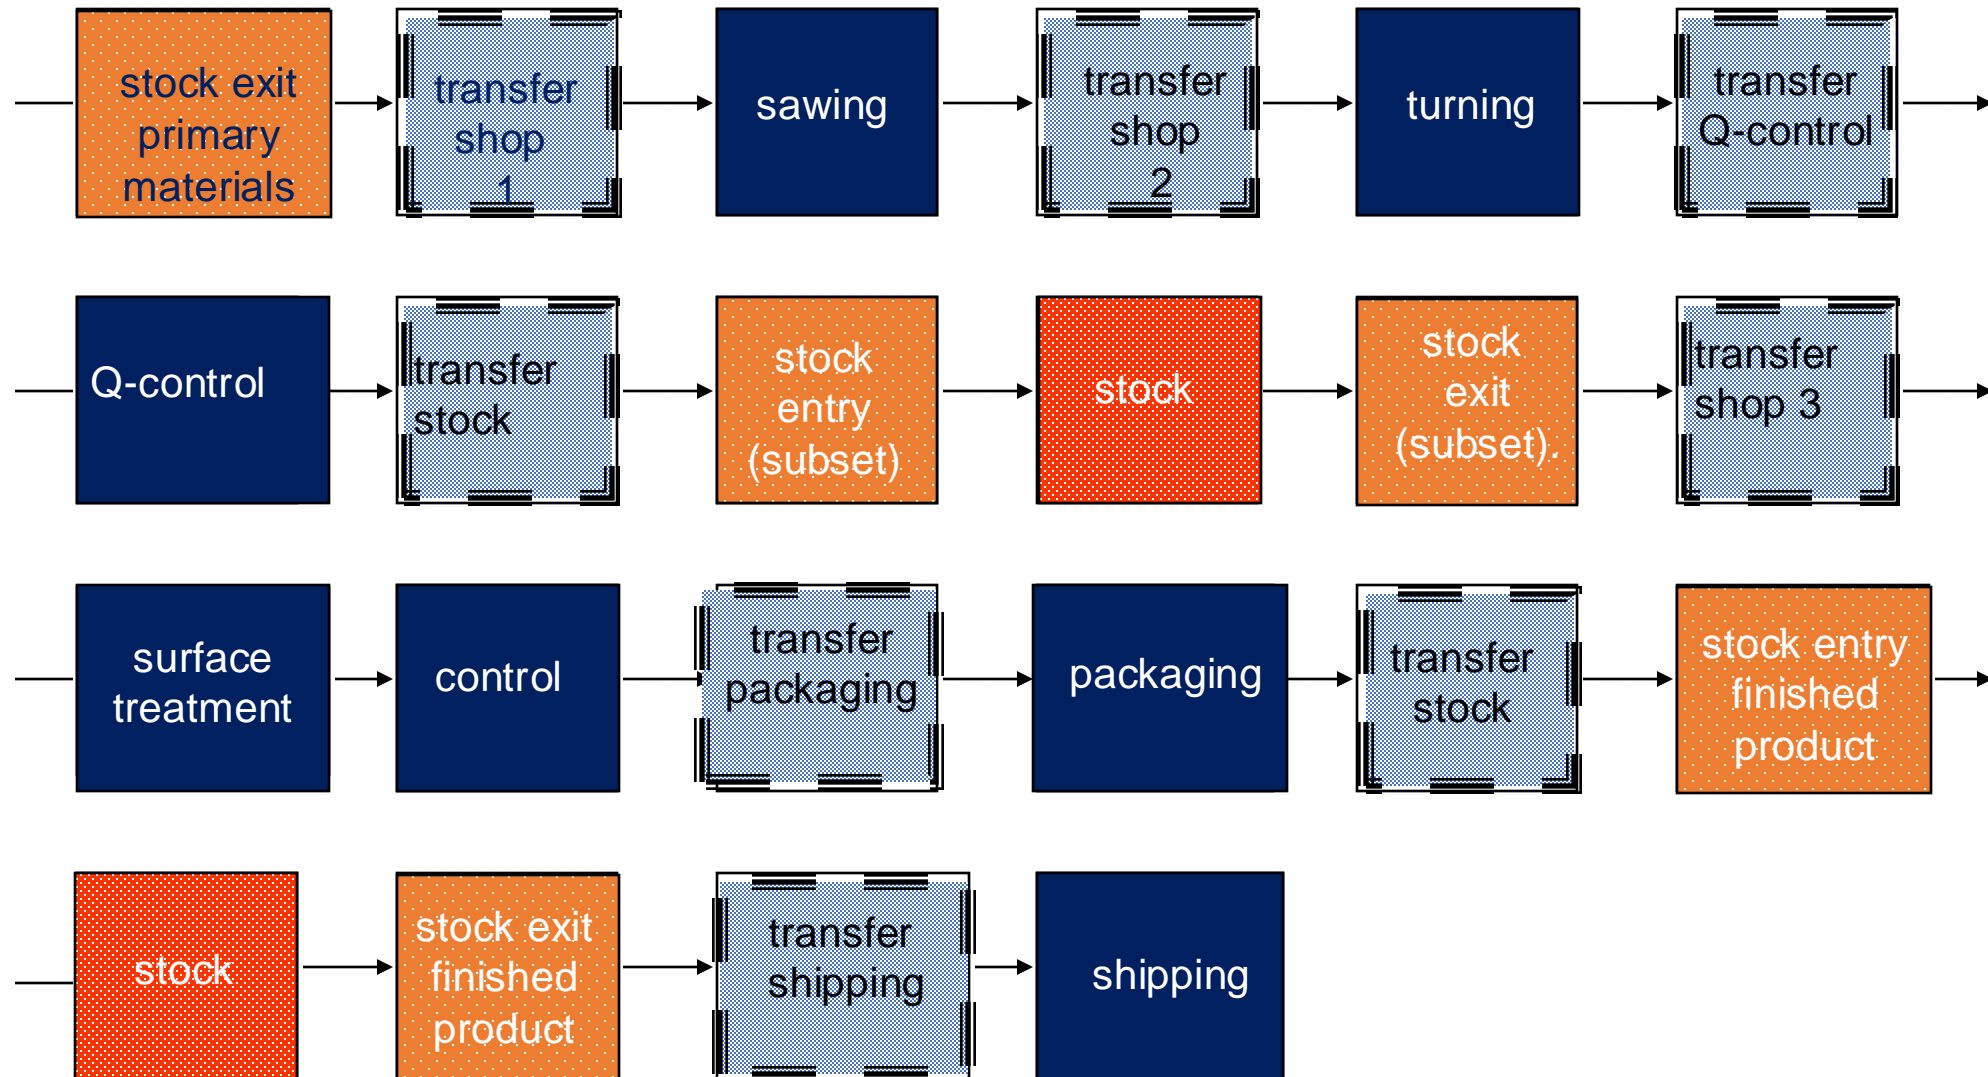 stock exit
primary
materials
transfer
shop
1
sawing
transfer
shop
2
turning
transfer
Q-control
Q-control
transfer
stock
stock
entry
(subset)
stock
stock
exit
(subset).
transfer
shop 3
surface
treatment
control
transfer
packaging
packaging
transfer
stock
stock entry
finished
product
stock
stock exit
finished
product
transfer
shipping
shipping